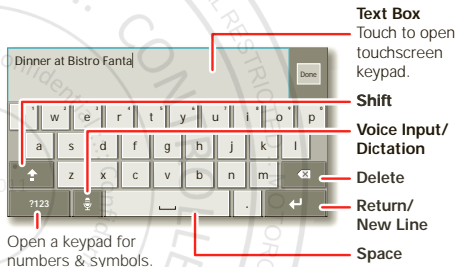 Text Box
Touch to open
touchscreen
keypad.
Dinner at Bistro Fanta
Done
Shift
w e r t y u i o p
a s d f g h j k l
Voice Input/
Dictation
z x c v b n m
Delete
?123 .
Return/
New Line
Open a keypad for
numbers & symbols.
Space